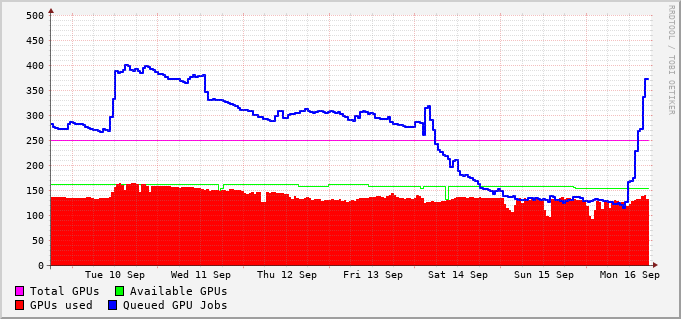 500
450
400
350
300
250
200
150
100
50
0
Tue 10 Sep Wed 11 Sep Thu 12 Sep Fri 13 Sep Sat 14 Sep Sun 15 Sep Mon 16 Sep
Total GPUs Available GPUs
GPUs used Queued GPU Jobs
RRDTOOL / TOBI OETIKER